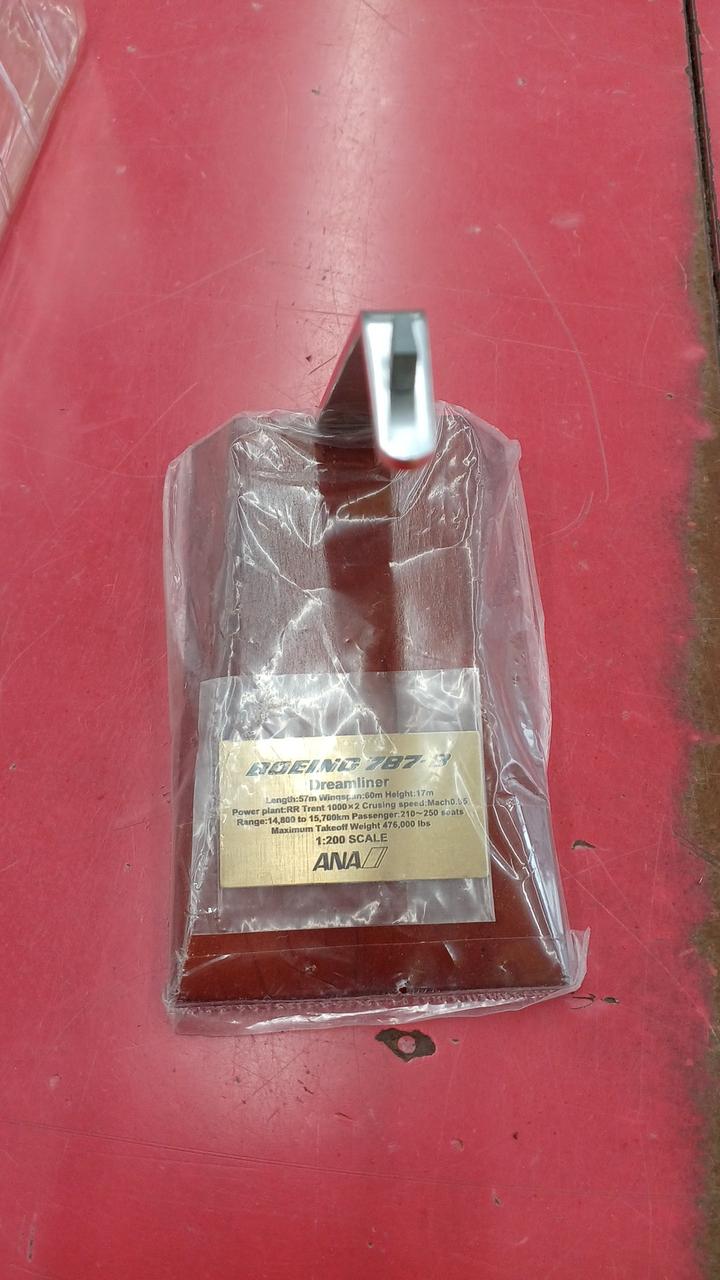 BOEING 787-8
Dreamliner
Length:57m Wingspan:60m Height:17m
Power plant:RR Trent 1000×2 Crusing speed:Mach0.85
Range:14,800 to 15,700km Passenger:210~250 seats
Maximum Takeoff Weight 476,000 lbs
1:200 SCALE
ANA